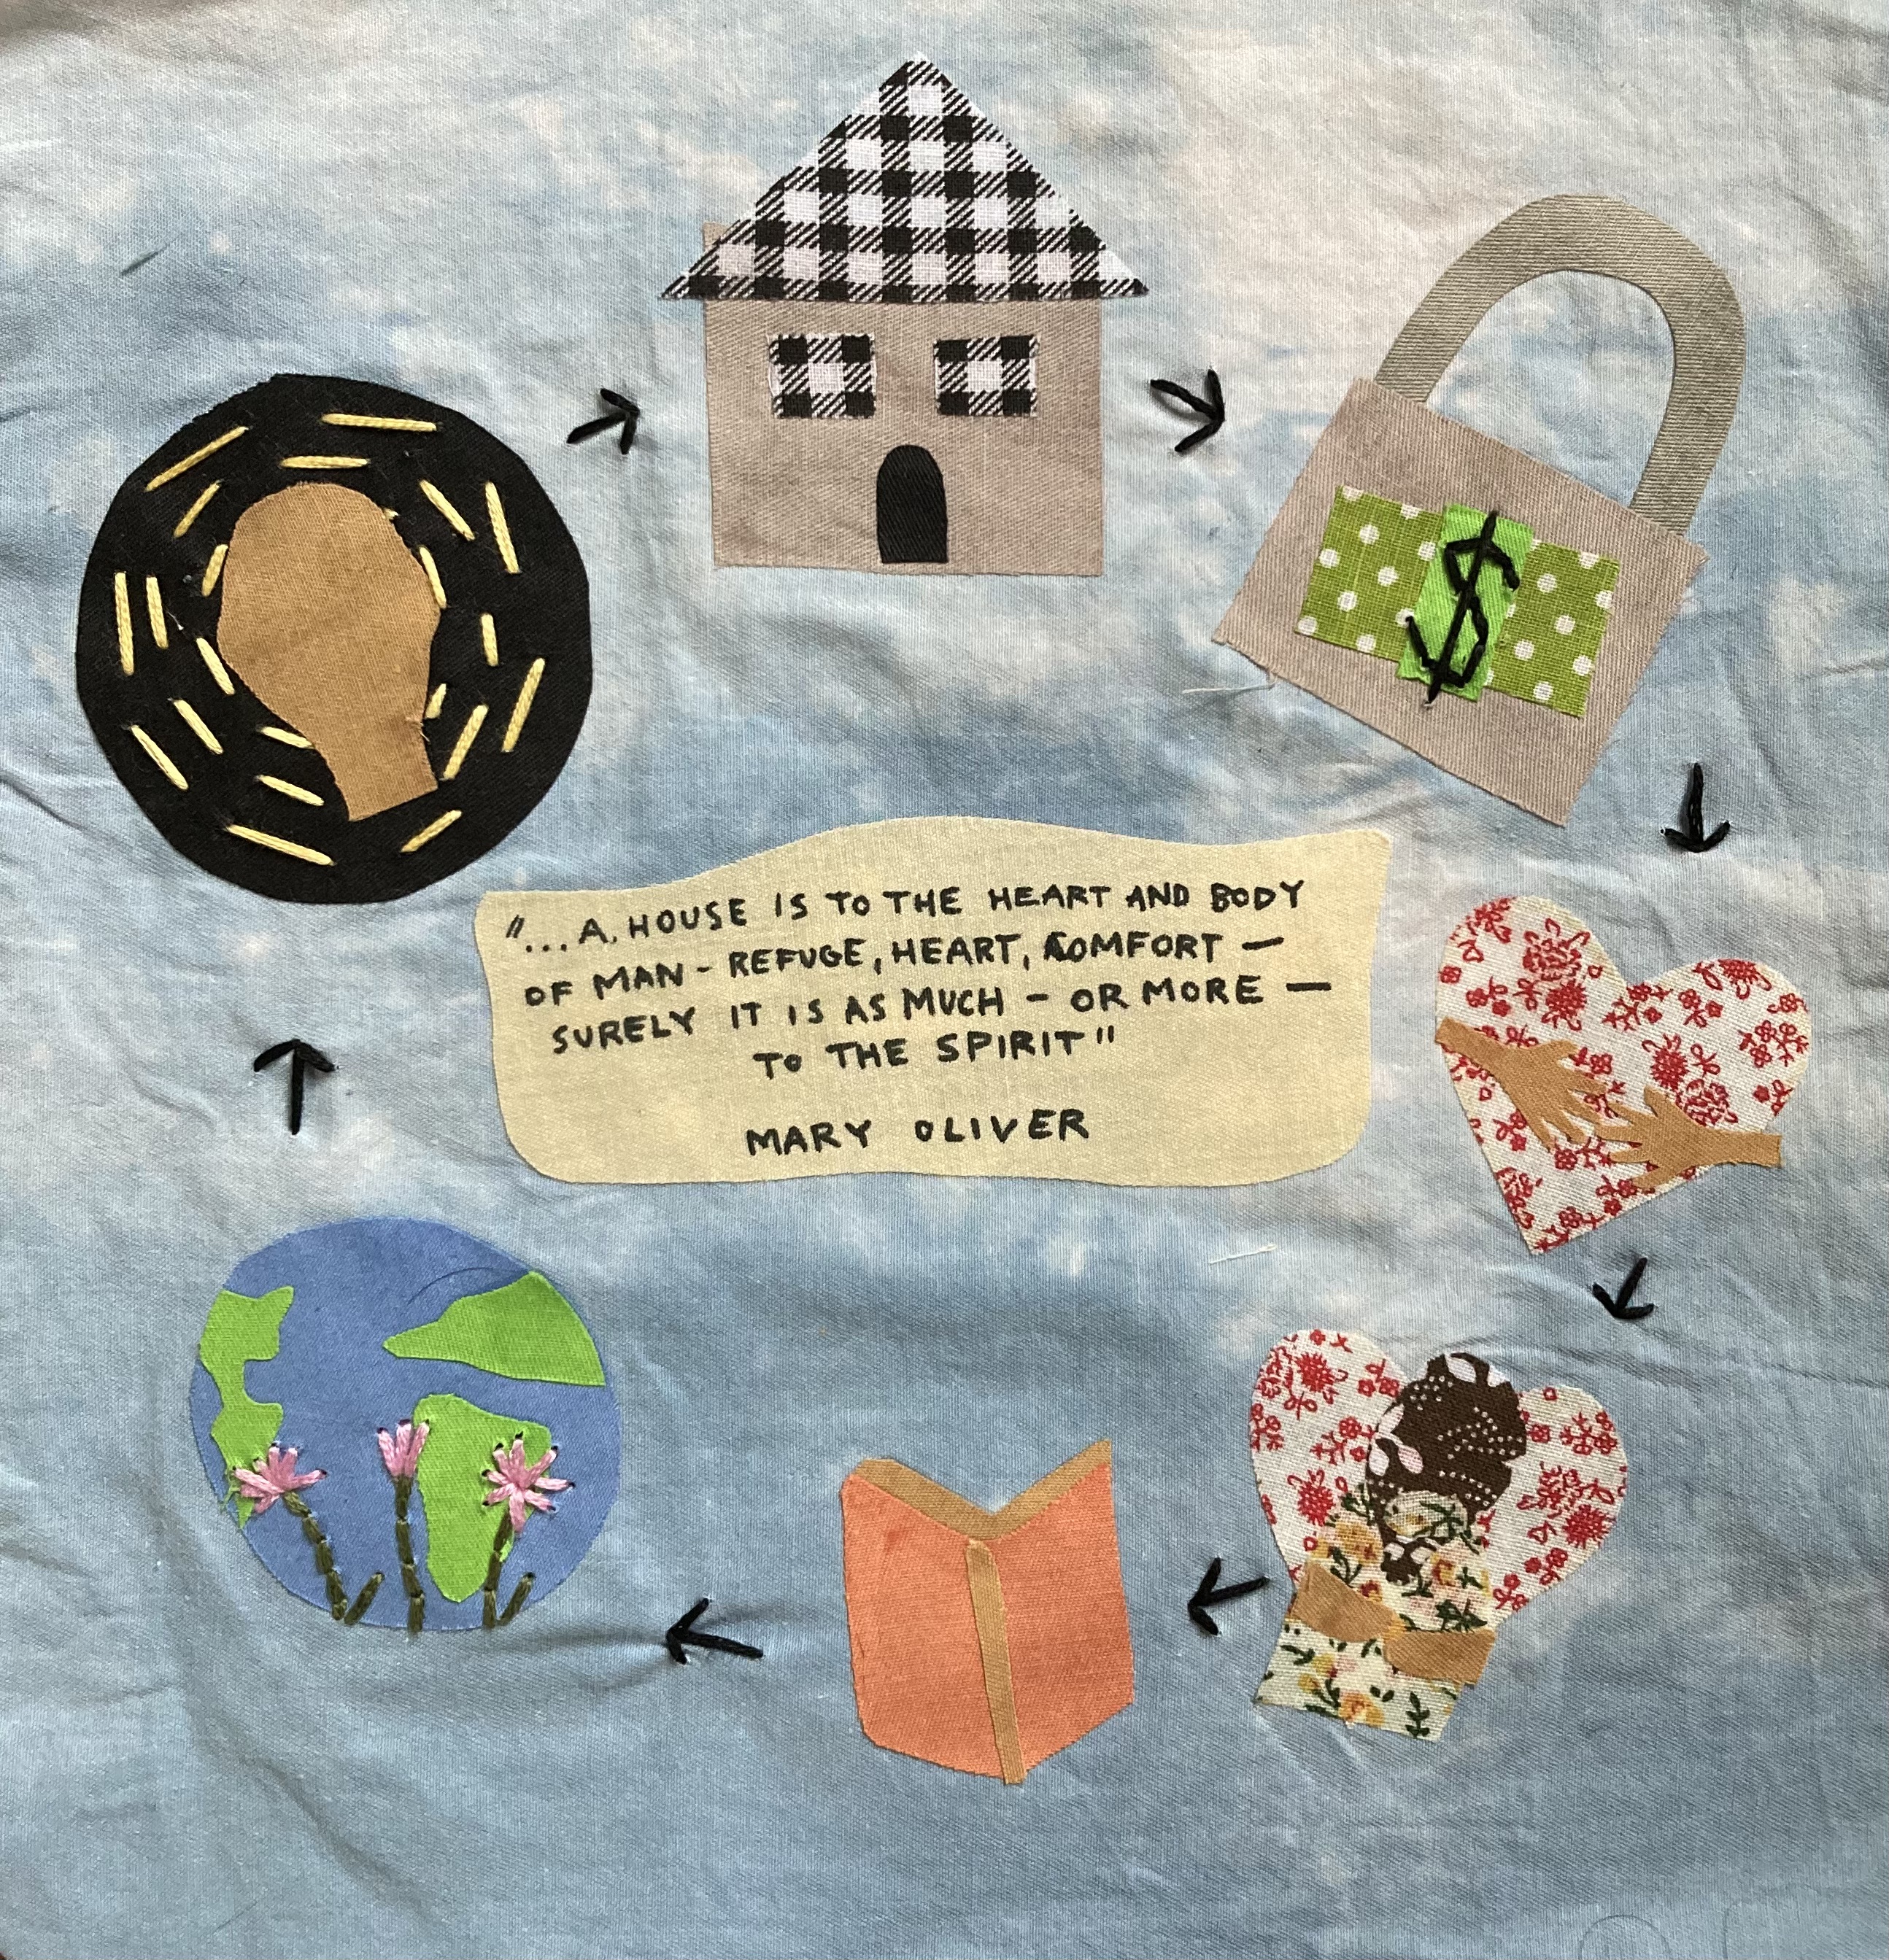 $
"...A HOUSE IS TO THE HEART AND BODY
OF MAN - REFUGE, HEART, COMFORT —
SURELY IT IS AS MUCH - OR MORE —
TO THE SPIRIT"
MARY OLIVER